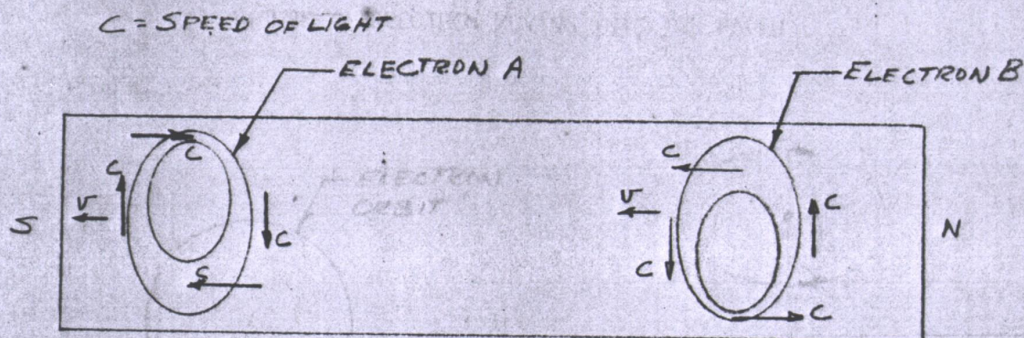 C = SPEED OF LIGHT
ELECTRON A
ELECTRON B
C
C
C
C
v
S
ELECTRON
ORBIT
C
C
v
C
C
N